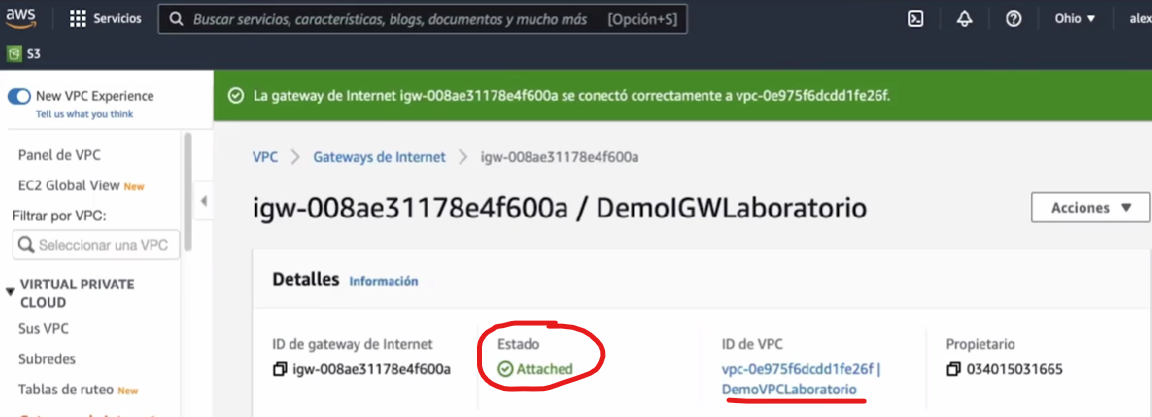 aws Servicios Buscar servicios, características, blogs, documentos y mucho más [Opción+S] Ohio ▼ alex
S3
New VPC Experience
Tell us what you think
La gateway de Internet igw-008ae31178e4f600a se conectó correctamente a vpc-0e975f6dcdd1fe26f.
Panel de VPC
EC2 Global View New
Filtrar por VPC:
Seleccionar una VPC
VIRTUAL PRIVATE
CLOUD
Sus VPC
Subredes
Tablas de ruteo New
VPC > Gateways de Internet > igw-008ae31178e4f600a
igw-008ae31178e4f600a / DemoIGWLaboratorio
Acciones ▼
Detalles Información
ID de gateway de Internet
igw-008ae31178e4f600a
Estado
Attached
ID de VPC
vpc-0e975f6dcdd1fe26f |
DemoVPCLaboratorio
Propietario
034015031665